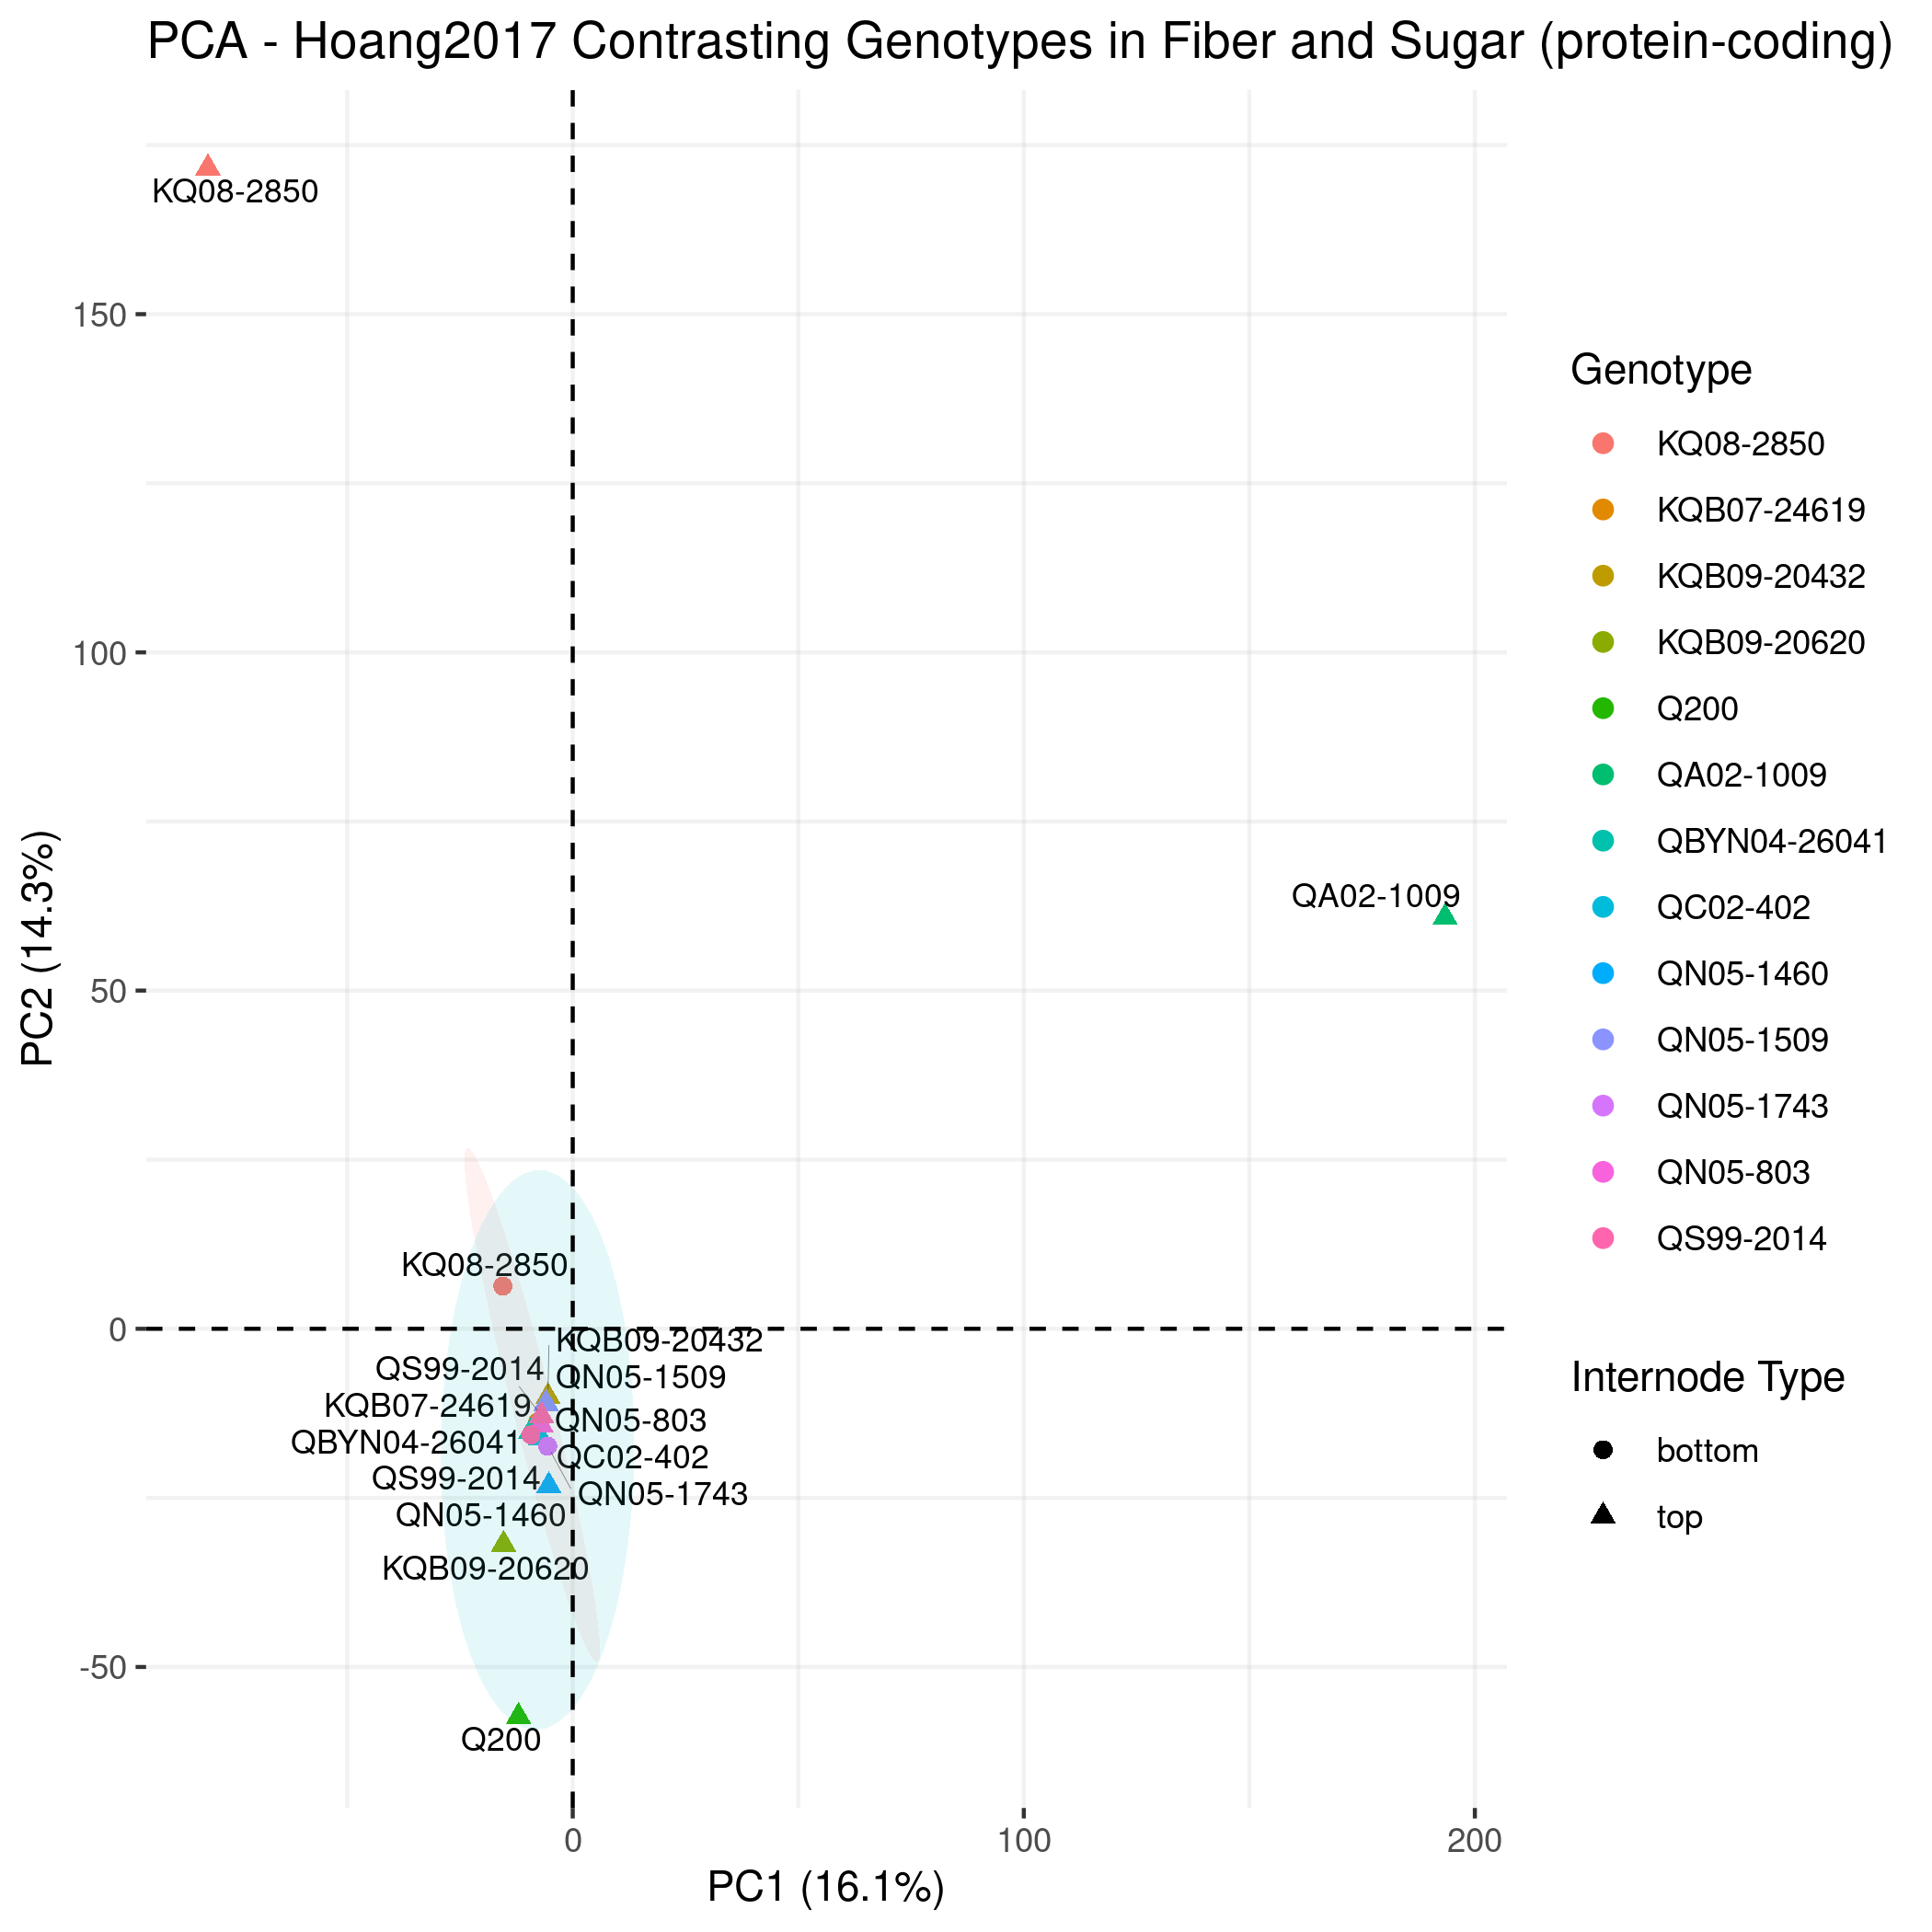 PCA - Hoang2017 Contrasting Genotypes in Fiber and Sugar (protein-coding)
KQ08-2850
150
100
QA02-1009
50
KQ08-2850
0
KQB09-20432
QS99-2014
QN05-1509
KQB07-24619
QN05-803
QBYN04-26041
QC02-402
QS99-2014
QN05-1743
QN05-1460
KQB09-20620
-50
Q200
0
100
200
PC1 (16.1%)
PC2 (14.3%)
Genotype
KQ08-2850
KQB07-24619
KQB09-20432
KQB09-20620
Q200
QA02-1009
QBYN04-26041
QC02-402
QN05-1460
QN05-1509
QN05-1743
QN05-803
QS99-2014
Internode Type
bottom
top